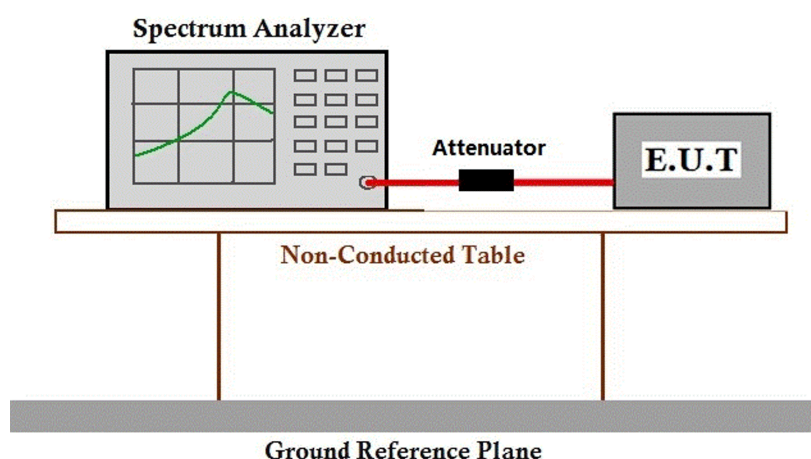 Spectrum Analyzer
Attenuator
E.U.T
Non-Conducted Table
Ground Reference Plane